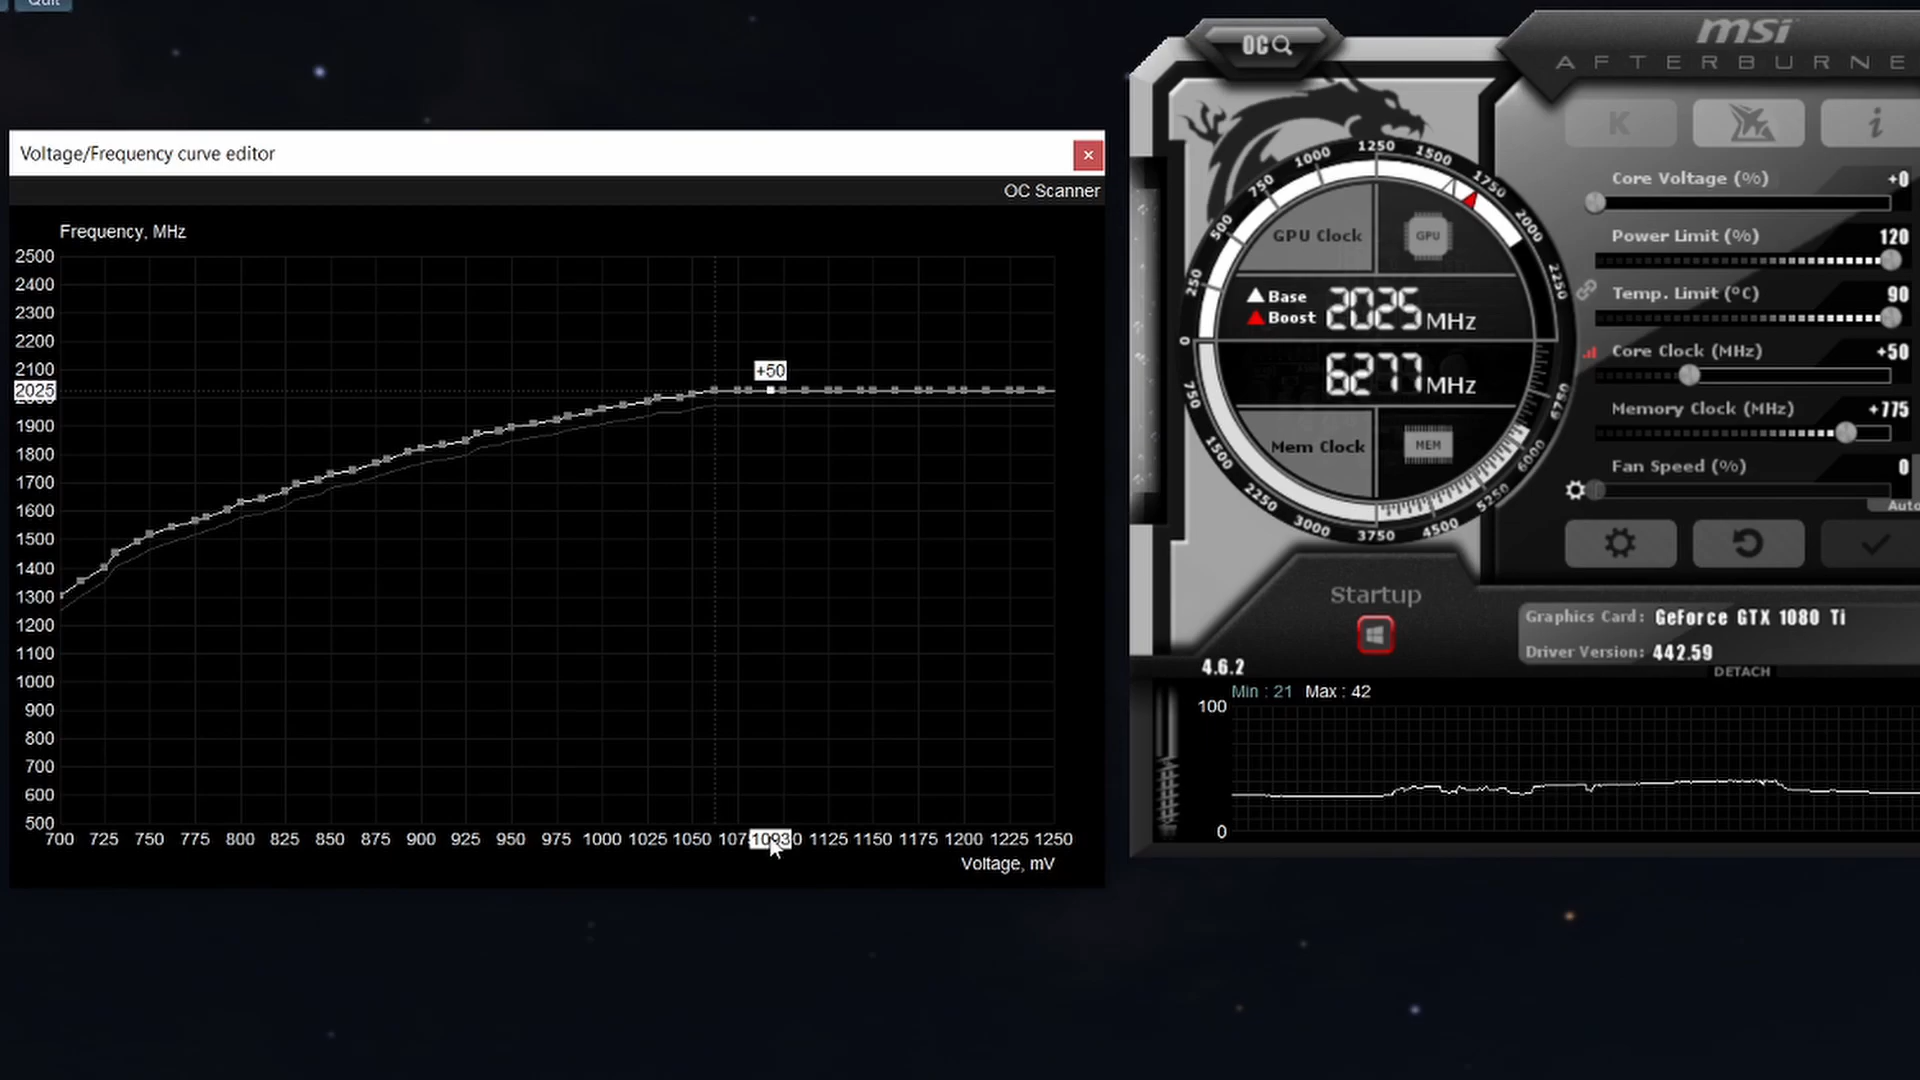 Quit
Voltage/Frequency curve editor
OC Scanner
Frequency, MHz
2500
2400
2300
2200
2100
2025
1900
1800
1700
1600
1500
1400
1300
1200
1100
1000
900
800
700
600
500
+50
700 725 750 775 800 825 850 875 900 925 950 975 1000 1025 1050 1093 1125 1150 1175 1200 1225 1250
Voltage, mV
OC
msi
AFTERBURNE
K
i
0 250 500 750 1000 1250 1500 1750 2000 2250
GPU Clock
GPU
Base
Boost
2025 MHz
6277 MHz
Mem Clock
MEM
750 1500 2250 3000 3750 4500 5250 6000 6750
Core Voltage (%) +0
Power Limit (%) 120
Temp. Limit (°C) 90
Core Clock (MHz) +50
Memory Clock (MHz) +775
Fan Speed (%) 0
Auto
Startup
4.6.2
Graphics Card: GeForce GTX 1080 Ti
Driver Version: 442.59
DETACH
Min : 21 Max : 42
100
0